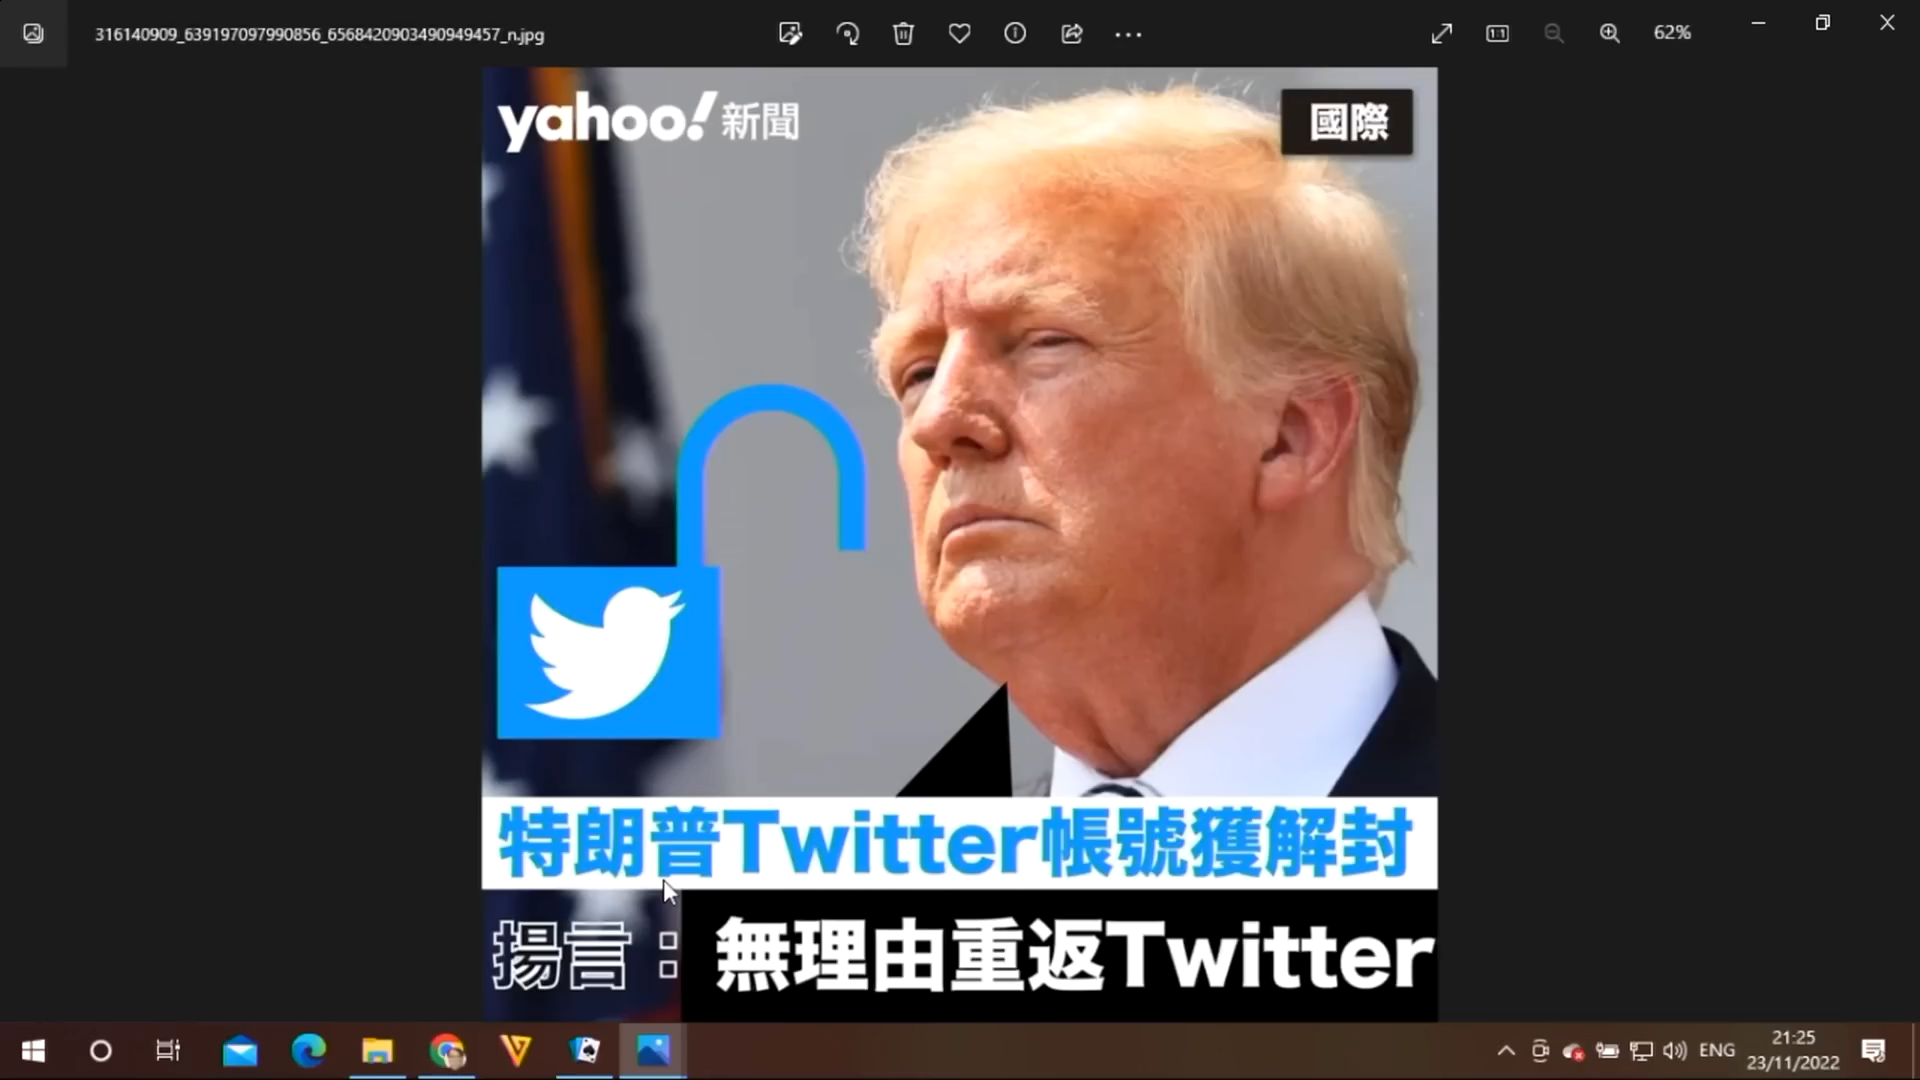 316140909_639197097990856_6568420903490949457_n.jpg
62%
yahoo!新聞
國際
特朗普Twitter帳號獲解封
揚言：無理由重返Twitter
ENG
21:25
23/11/2022